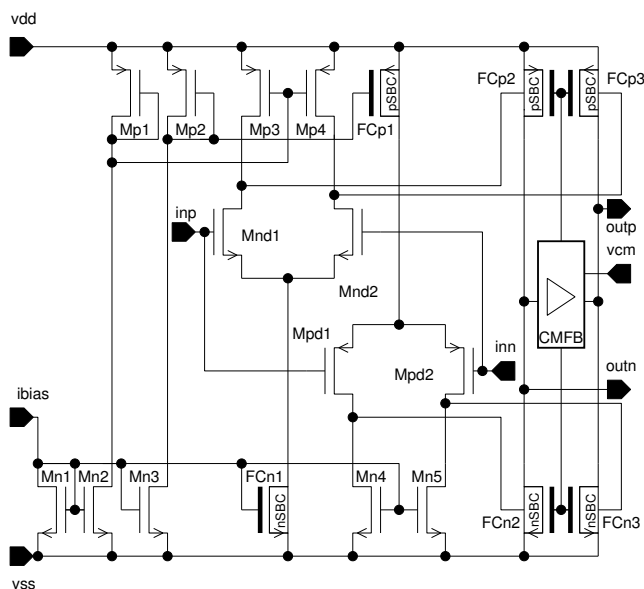 vdd
FCp2
FCp3
pSBC
pSBC
pSBC
Mp1
Mp2
Mp3
Mp4
FCp1
inp
Mnd1
outp
vcm
Mnd2
CMFB
Mpd1
inn
Mpd2
outn
ibias
Mn1
Mn2
Mn3
FCn1
Mn4
Mn5
nSBC
nSBC
nSBC
FCn2
FCn3
vss